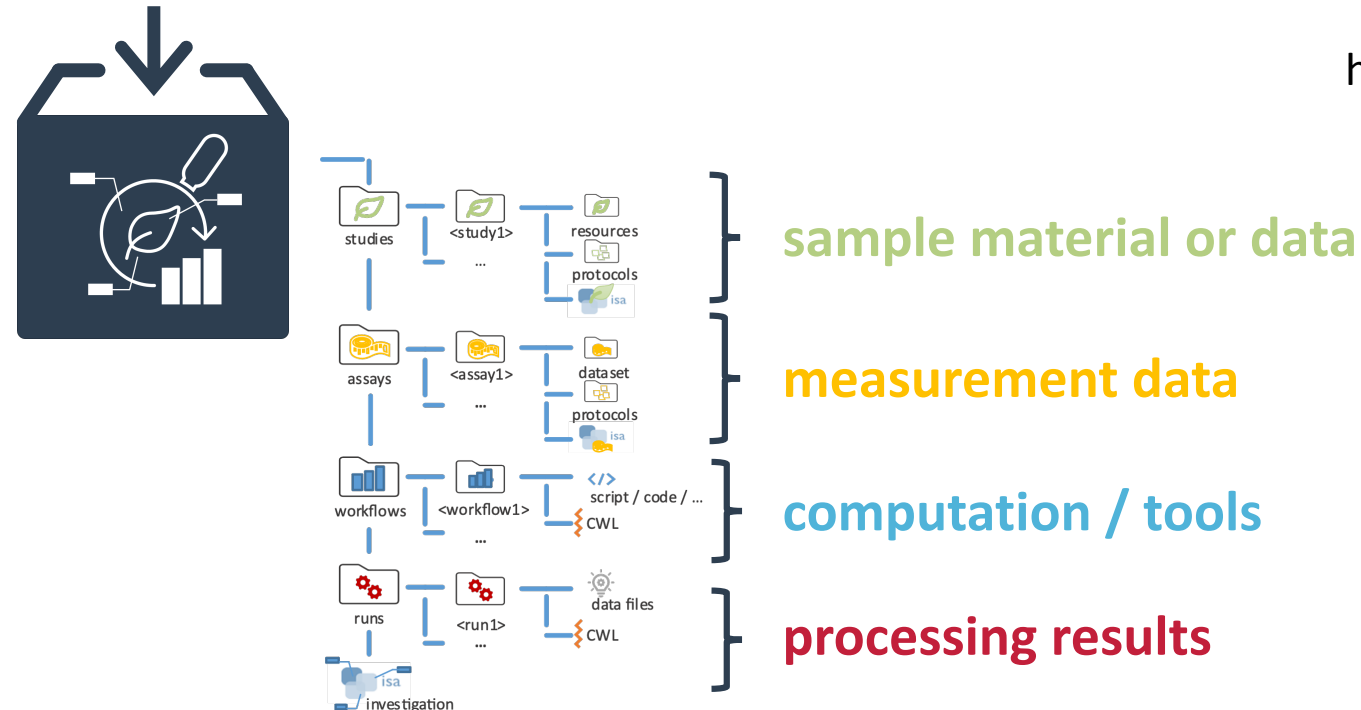 h
studies
<study1>
...
resources
protocols
isa
sample material or data
assays
<assay1>
...
dataset
protocols
isa
measurement data
workflows
<workflow1>
...
</>
script / code / ...
CWL
computation / tools
runs
<run1>
...
data files
CWL
processing results
isa
investigation